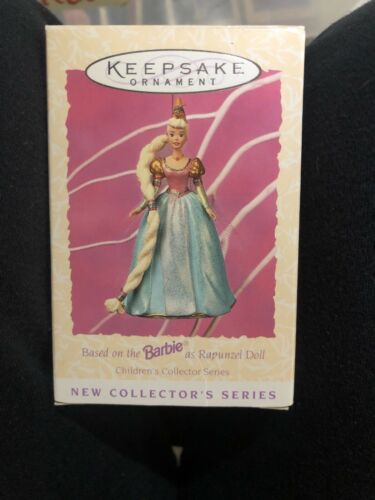 KEEPSAKE
ORNAMENT
Based on the Barbie® as Rapunzel Doll
Children's Collector Series
NEW COLLECTOR'S SERIES